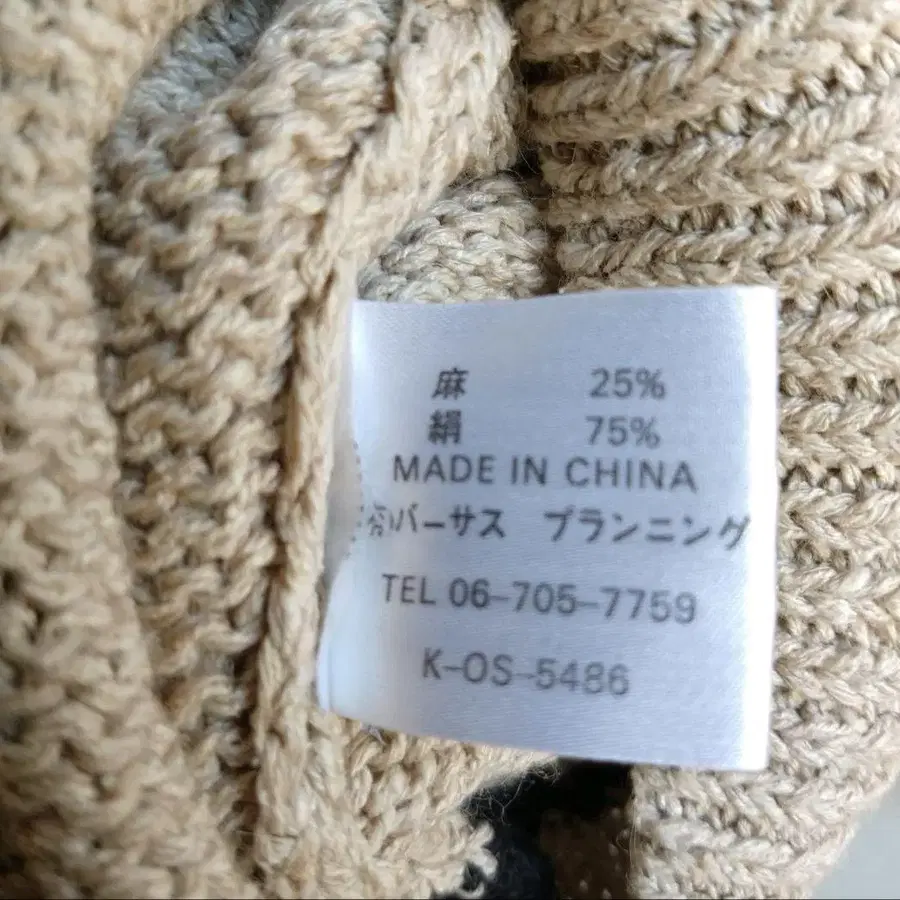 麻 25%
絹 75%
MADE IN CHINA
バーサス プランニング
TEL 06-705-7759
K-OS-5486